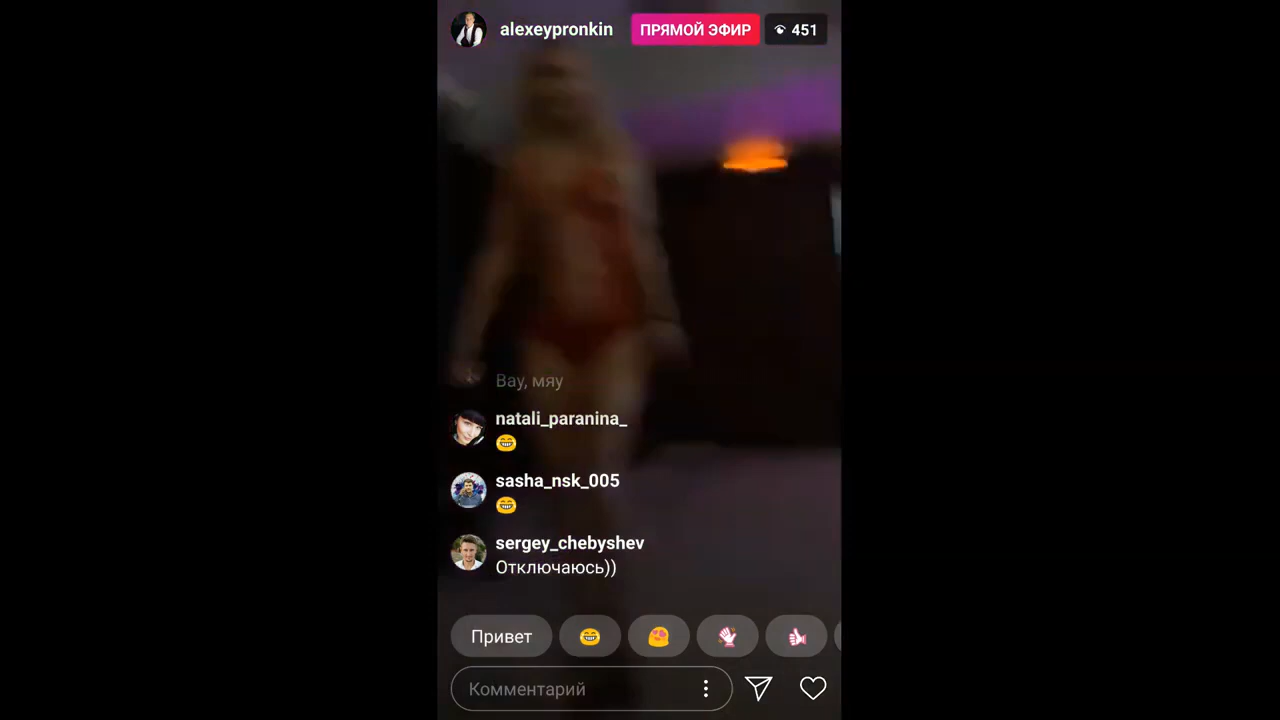 alexeypronkin ПРЯМОЙ ЭФИР 451
Вау, мяу
natali_paranina_
sasha_nsk_005
sergey_chebyshev
Отключаюсь))
Привет
Комментарий